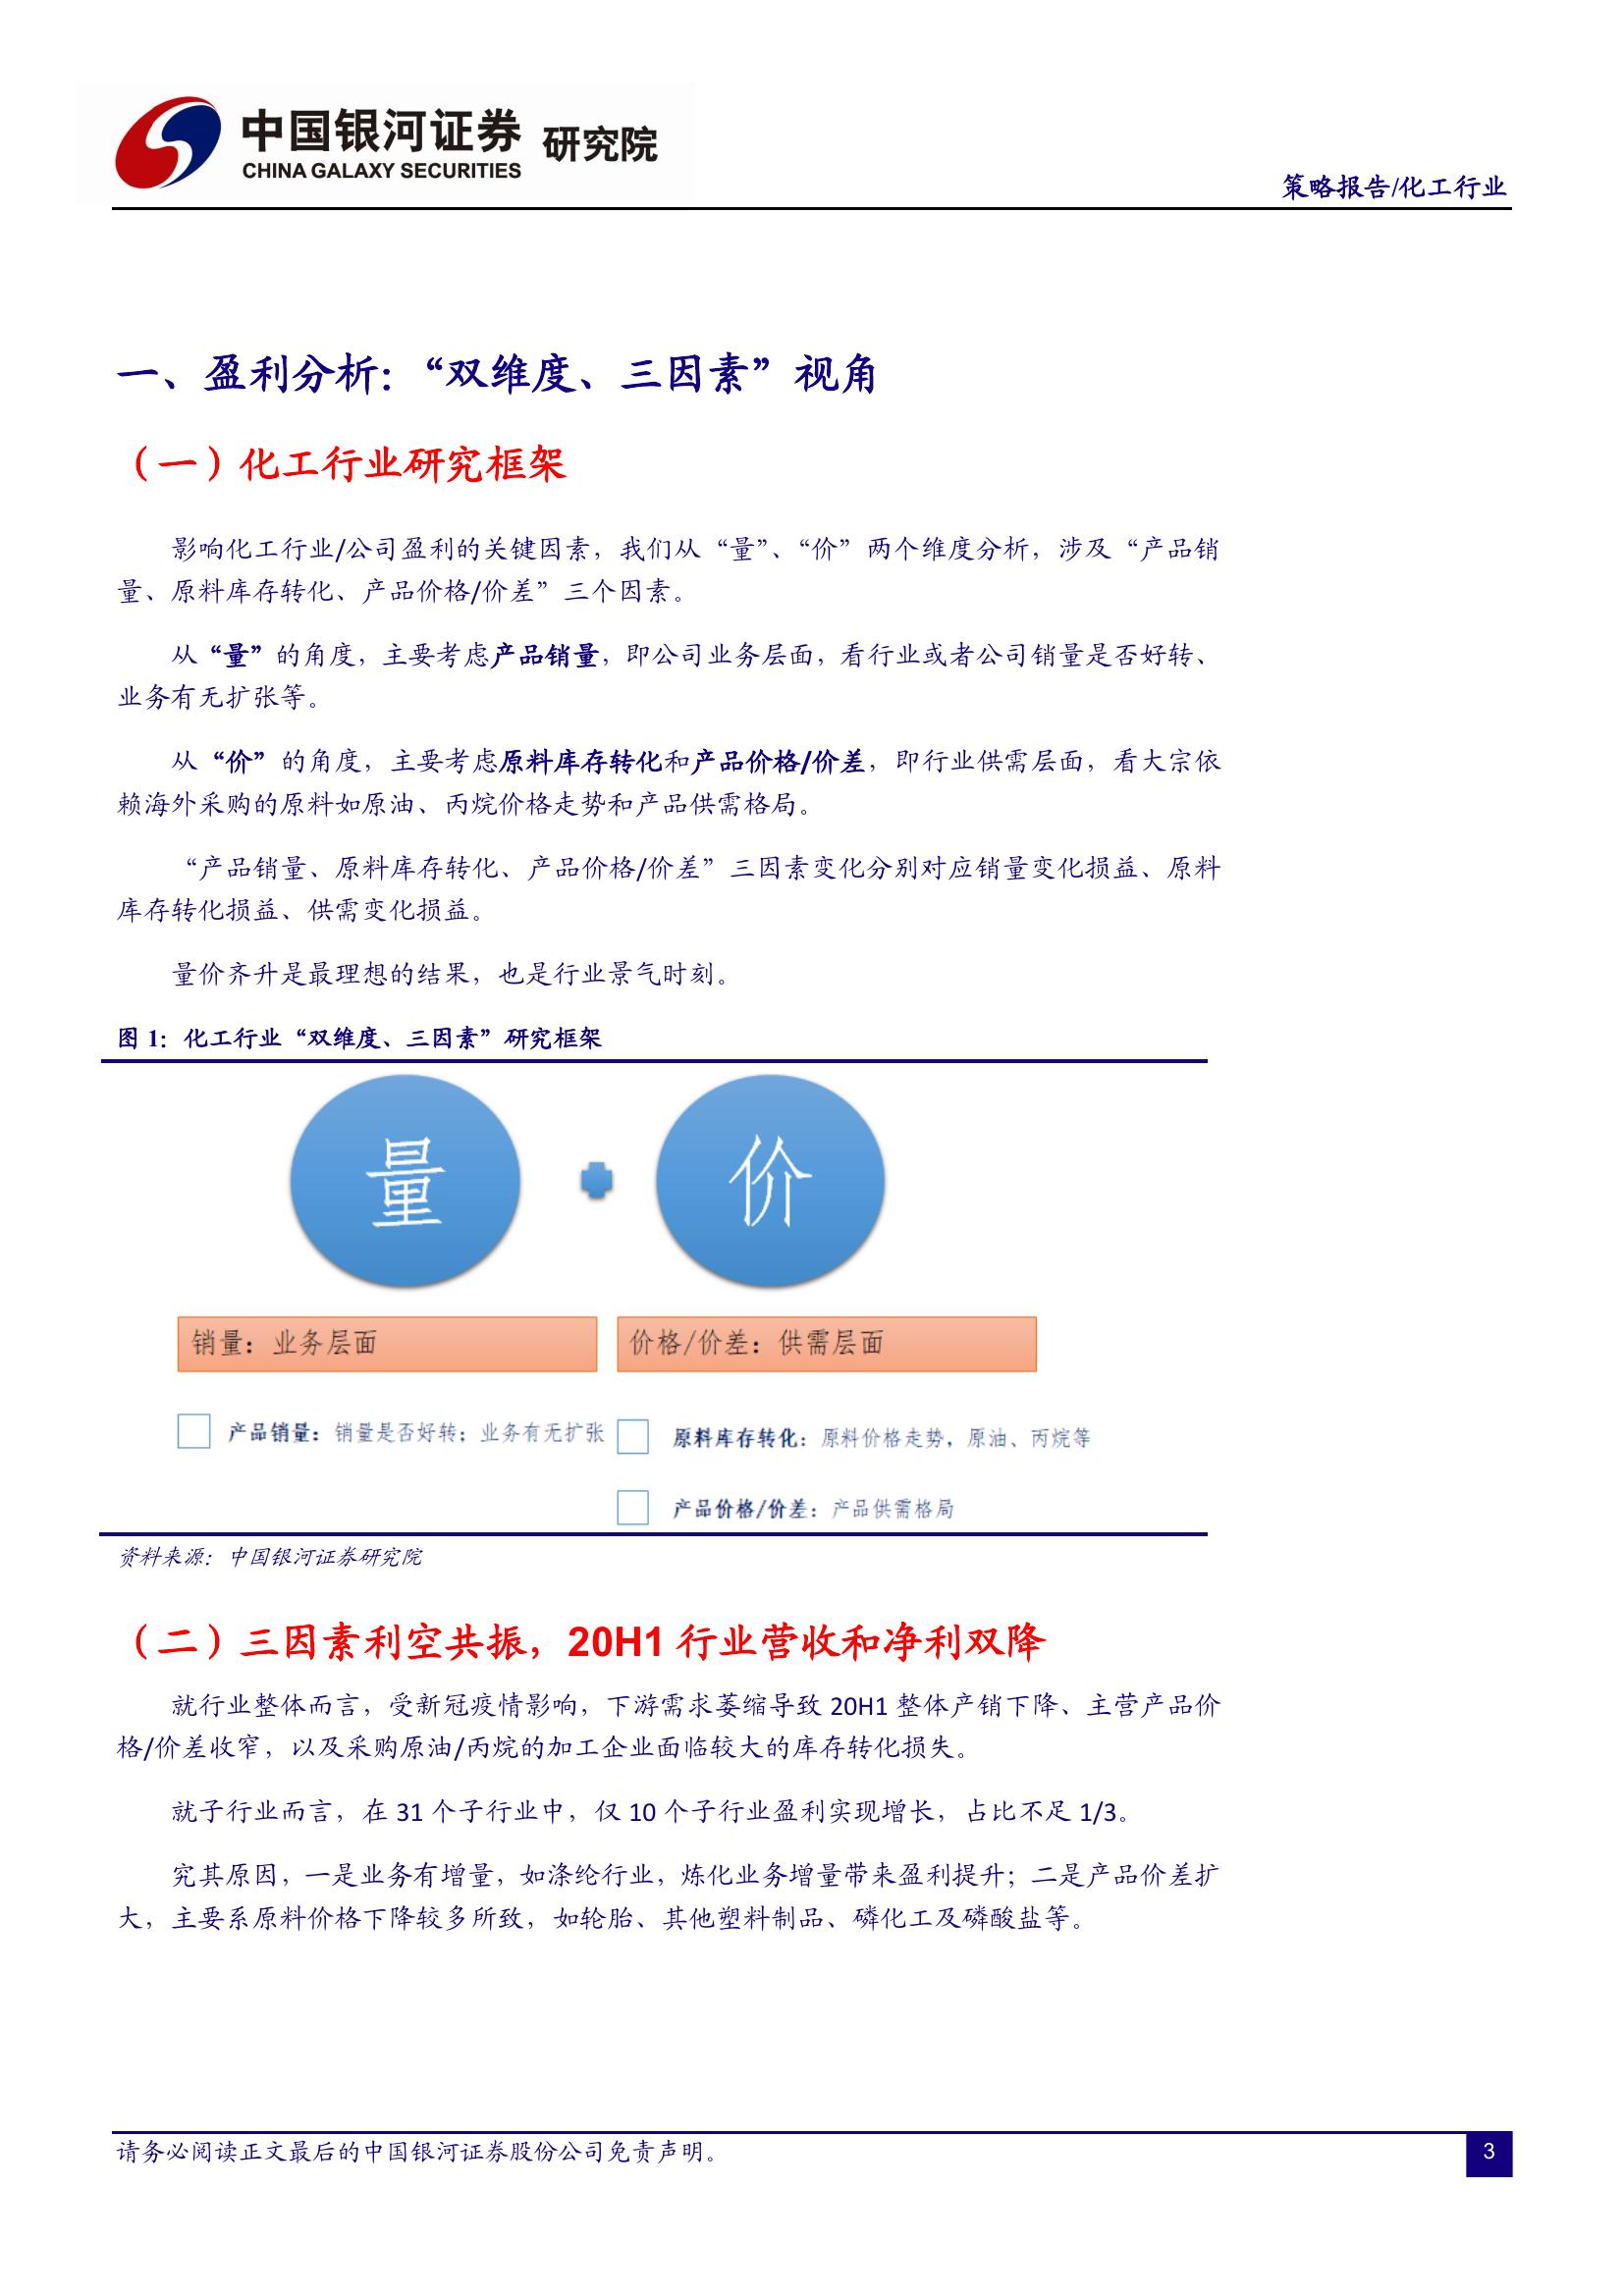 中国银河证券 研究院
CHINA GALAXY SECURITIES
策略报告/化工行业
一、盈利分析：“双维度、三因素”视角
（一）化工行业研究框架
影响化工行业/公司盈利的关键因素，我们从“量”、“价”两个维度分析，涉及“产品销
量、原料库存转化、产品价格/价差”三个因素。
从“量”的角度，主要考虑产品销量，即公司业务层面，看行业或者公司销量是否好转、
业务有无扩张等。
从“价”的角度，主要考虑原料库存转化和产品价格/价差，即行业供需层面，看大宗依
赖海外采购的原料如原油、丙烷价格走势和产品供需格局。
“产品销量、原料库存转化、产品价格/价差”三因素变化分别对应销量变化损益、原料
库存转化损益、供需变化损益。
量价齐升是最理想的结果，也是行业景气时刻。
图 1：化工行业“双维度、三因素”研究框架
量
价
销量：业务层面
价格/价差：供需层面
产品销量：销量是否好转；业务有无扩张
原料库存转化：原料价格走势，原油、丙烷等
产品价格/价差：产品供需格局
资料来源：中国银河证券研究院
（二）三因素利空共振，20H1 行业营收和净利双降
就行业整体而言，受新冠疫情影响，下游需求萎缩导致 20H1 整体产销下降、主营产品价
格/价差收窄，以及采购原油/丙烷的加工企业面临较大的库存转化损失。
就子行业而言，在 31 个子行业中，仅 10 个子行业盈利实现增长，占比不足 1/3。
究其原因，一是业务有增量，如涤纶行业，炼化业务增量带来盈利提升；二是产品价差扩
大，主要系原料价格下降较多所致，如轮胎、其他塑料制品、磷化工及磷酸盐等。
请务必阅读正文最后的中国银河证券股份公司免责声明。
3